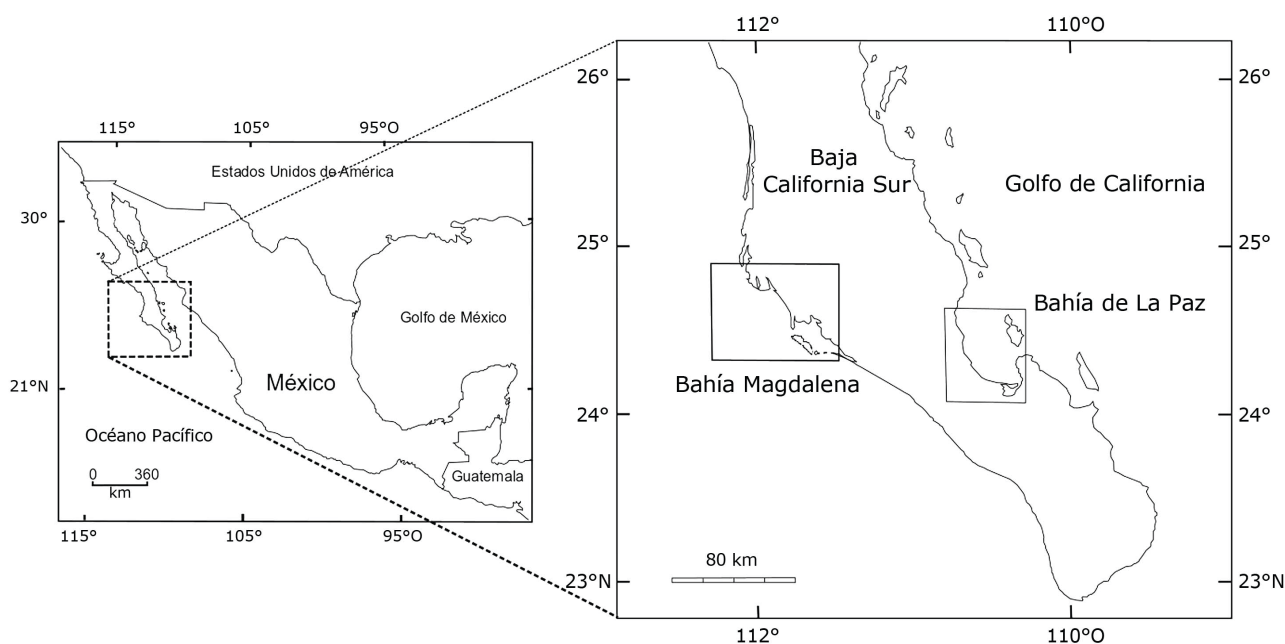 115°
105°
95°O
Estados Unidos de América
30°
Golfo de México
México
21°N
Océano Pacífico
0
360
km
Guatemala
115°
105°
95°O
112°
110°O
26°
26°
Baja
California Sur
Golfo de California
25°
25°
Bahía de La Paz
Bahía Magdalena
24°
24°
80 km
23°N
23°N
112°
110°O